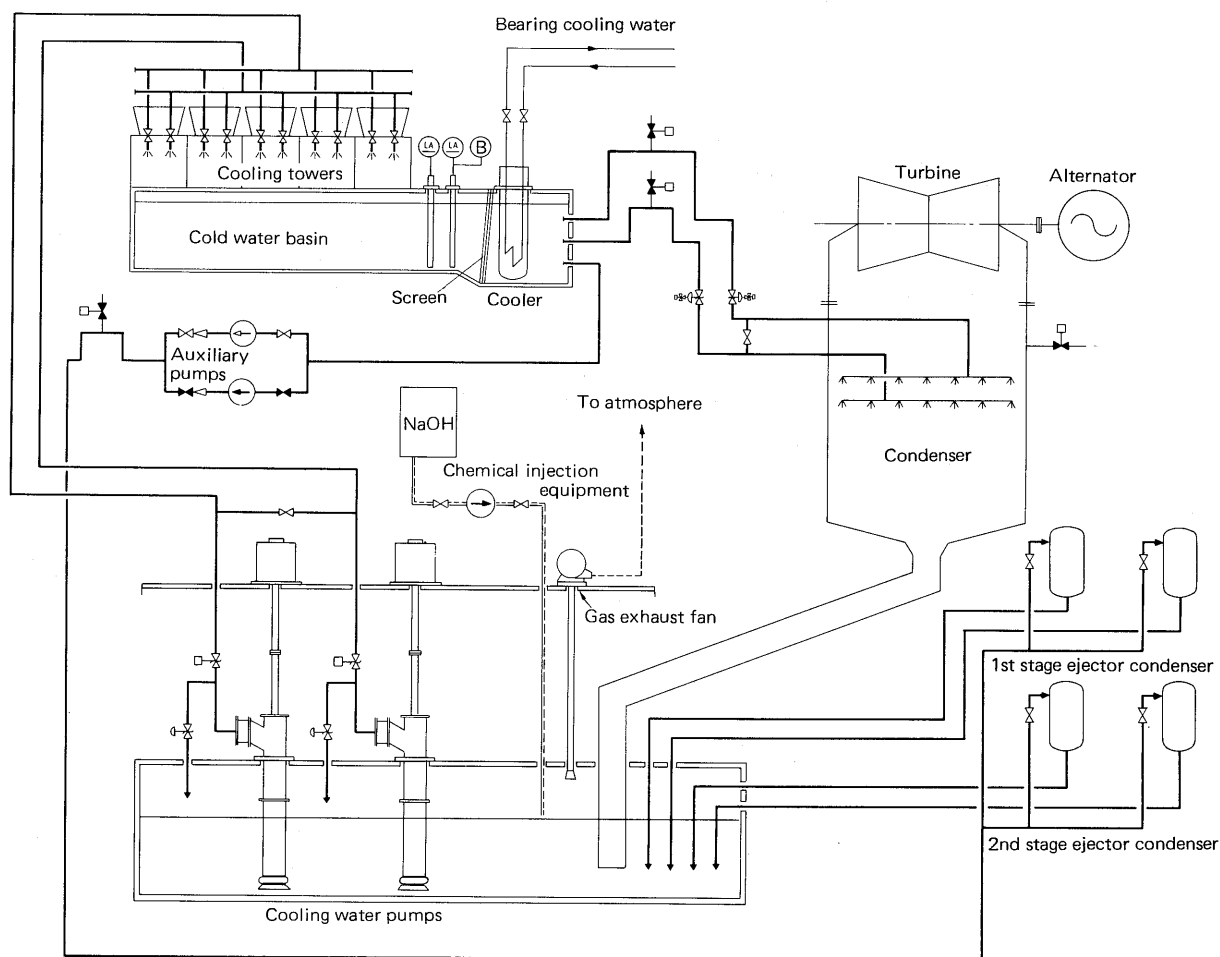 Bearing cooling water
LA
LA
B
Cooling towers
Turbine
Alternator
Cold water basin
Screen
Cooler
Auxiliary
pumps
To atmosphere
NaOH
Chemical injection
equipment
Condenser
Gas exhaust fan
1st stage ejector condenser
2nd stage ejector condenser
Cooling water pumps